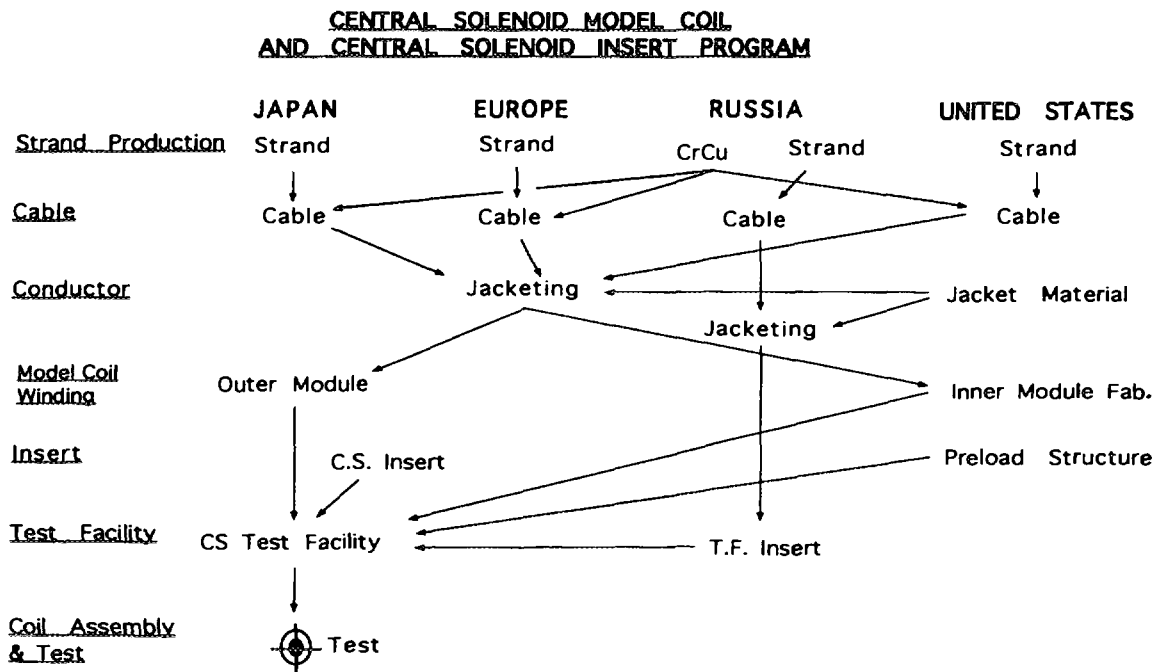 CENTRAL SOLENOID MODEL COIL
AND CENTRAL SOLENOID INSERT PROGRAM
JAPAN EUROPE RUSSIA UNITED STATES
Strand Production Strand Strand CrCu Strand Strand
Cable Cable Cable Cable Cable
Conductor Jacketing Jacket Material
Jacketing
Model Coil
Winding
Outer Module Inner Module Fab.
Insert C.S. Insert Preload Structure
Test Facility CS Test Facility T.F. Insert
Coil Assembly
& Test
Test